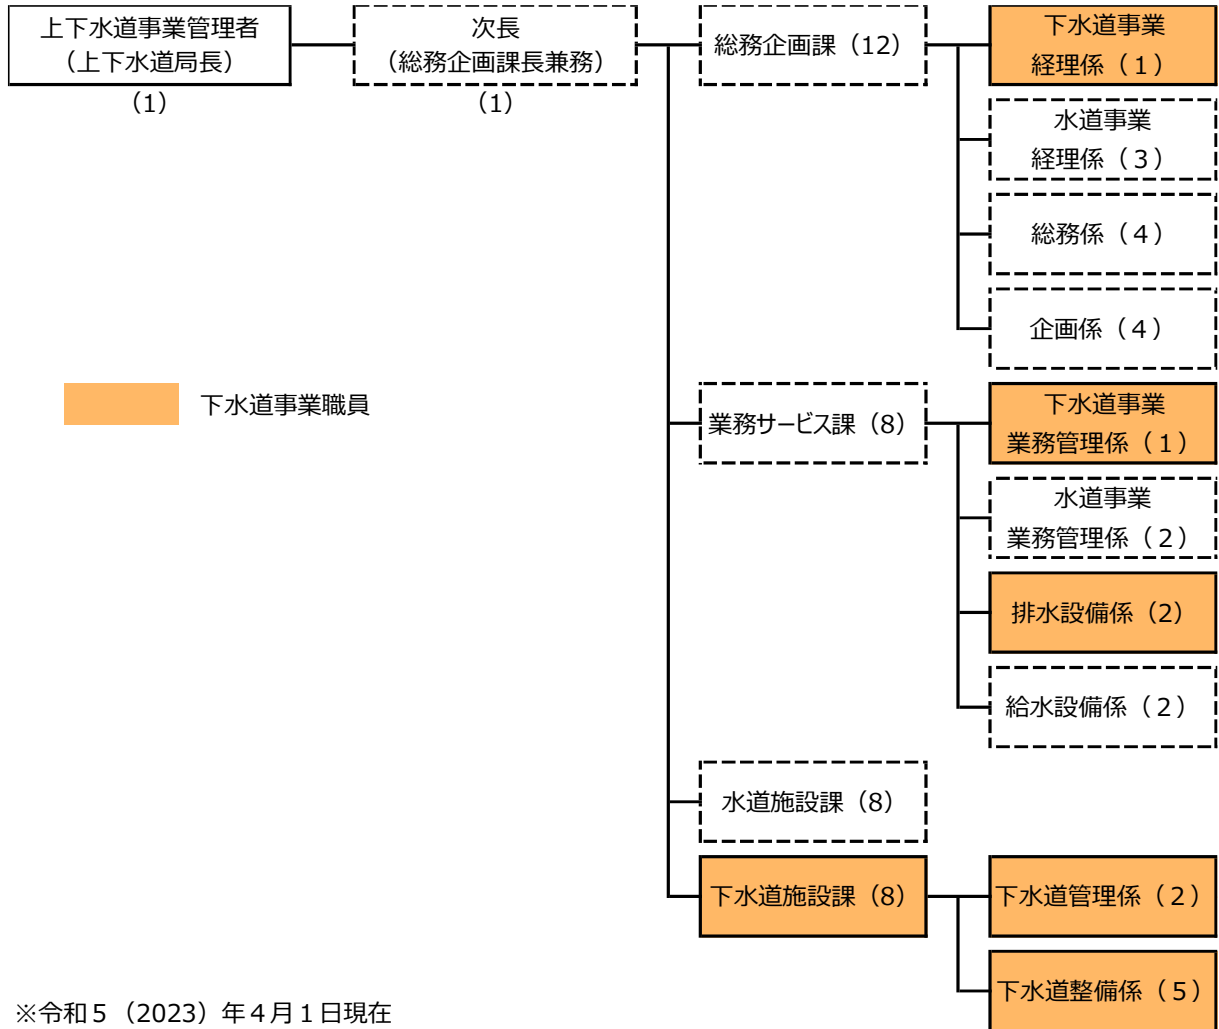 上下水道事業管理者
（上下水道局長）
（1）
次長
（総務企画課長兼務）
（1）
総務企画課（12）
下水道事業
経理係（１）
水道事業
経理係（３）
総務係（４）
企画係（４）
下水道事業職員
業務サービス課（8）
下水道事業
業務管理係（１）
水道事業
業務管理係（２）
排水設備係（2）
給水設備係（２）
水道施設課（8）
下水道施設課（8）
下水道管理係（２）
下水道整備係（５）
※令和５（2023）年４月１日現在